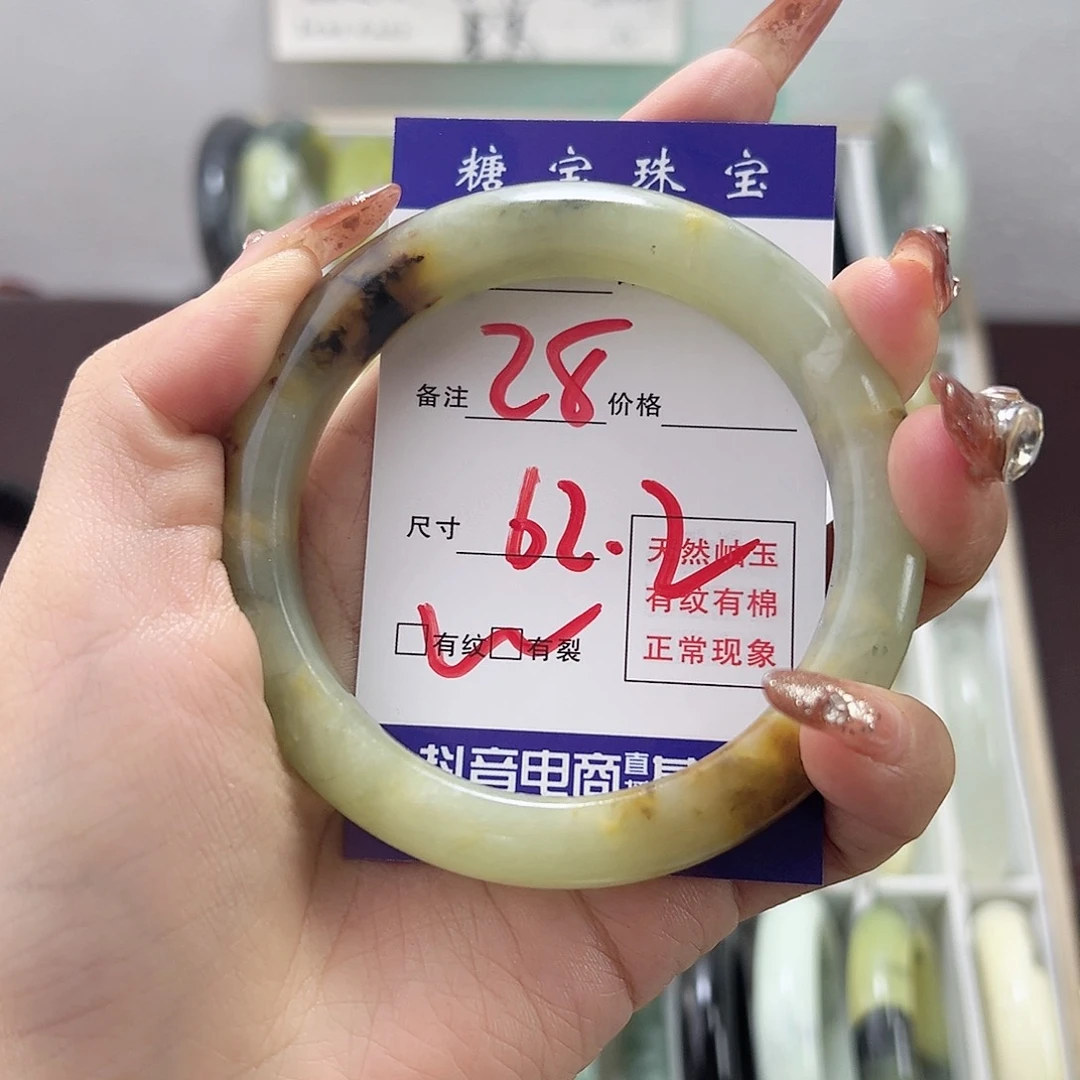 糖宝珠宝
备注 28 价格
尺寸 62.2
天然岫玉
有纹有棉
正常现象
□有纹□有裂
抖音电商直